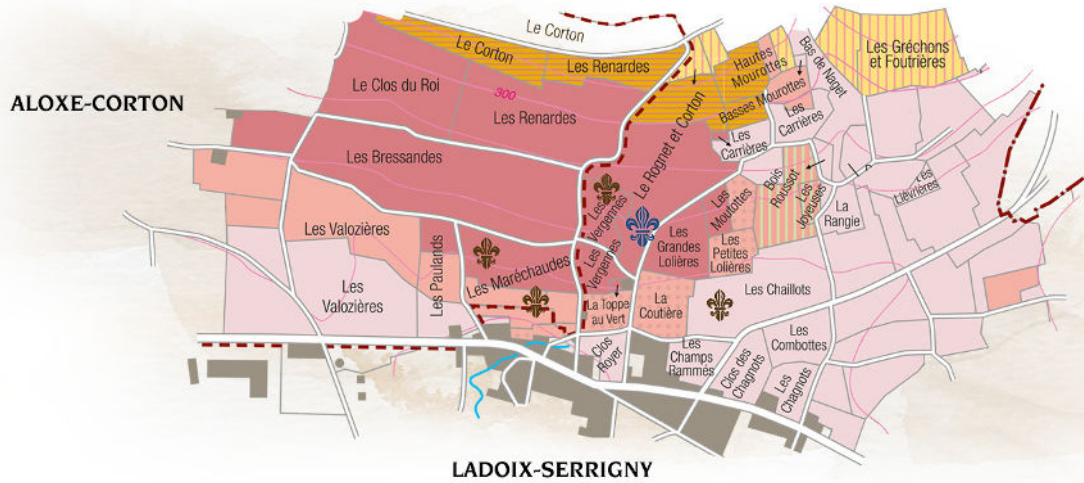 Le Corton
Le Corton
Les Renardes
Hautes
Mourottes
Bas de Naget
Les Gréchons
et Foutrières
ALOXE-CORTON
Le Clos du Roi
300
Les Renardes
Basses Mourottes
Le Rognet et Corton
Les
Carrières
Les
Carrières
Les Bressandes
Bois
Roussot
Les
Joyeuses
La
Rangie
Les
Lièvrières
Les
Vergennes
Les
Moutottes
Les Valozières
Les
Grandes
Lolières
Les
Petites
Lolières
Les Paulands
Les Maréchaudes
Les
Vergennes
Les
Valozières
La Toppe
au Vert
La
Coutière
Les Chaillots
Clos
Royer
Les
Champs
Rammés
Clos des
Chagnots
Les
Combottes
Les
Chagnots
LADOIX-SERRIGNY